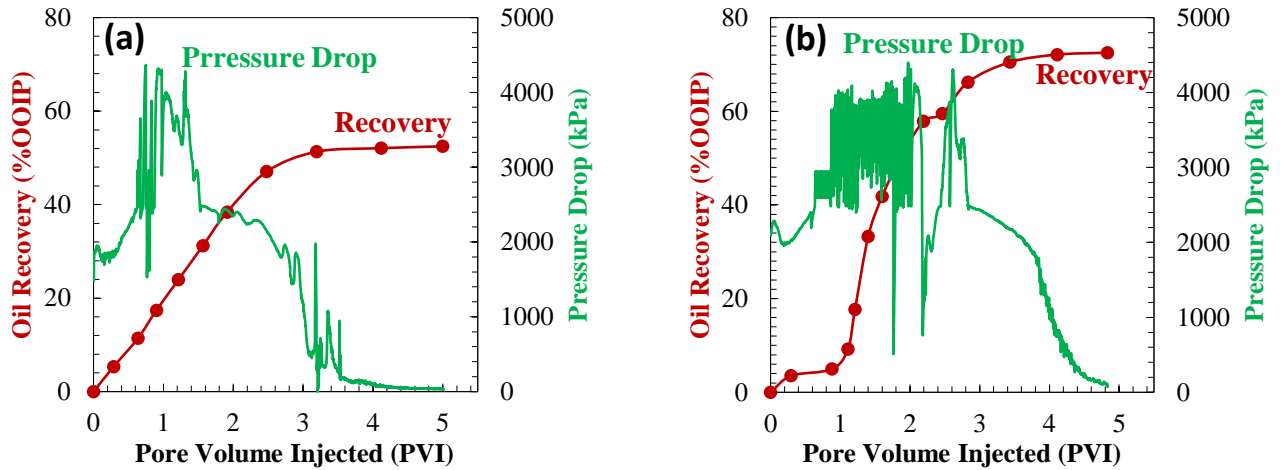 (a)
Prressure Drop
Recovery
Oil Recovery (%OOIP)
80
60
40
20
0
5000
4000
3000
2000
1000
0
Pressure Drop (kPa)
0 1 2 3 4 5
Pore Volume Injected (PVI)
(b)
Pressure Drop
Recovery
Oil Recovery (%OOIP)
80
60
40
20
0
5000
4000
3000
2000
1000
0
Pressure Drop (kPa)
0 1 2 3 4 5
Pore Volume Injected (PVI)